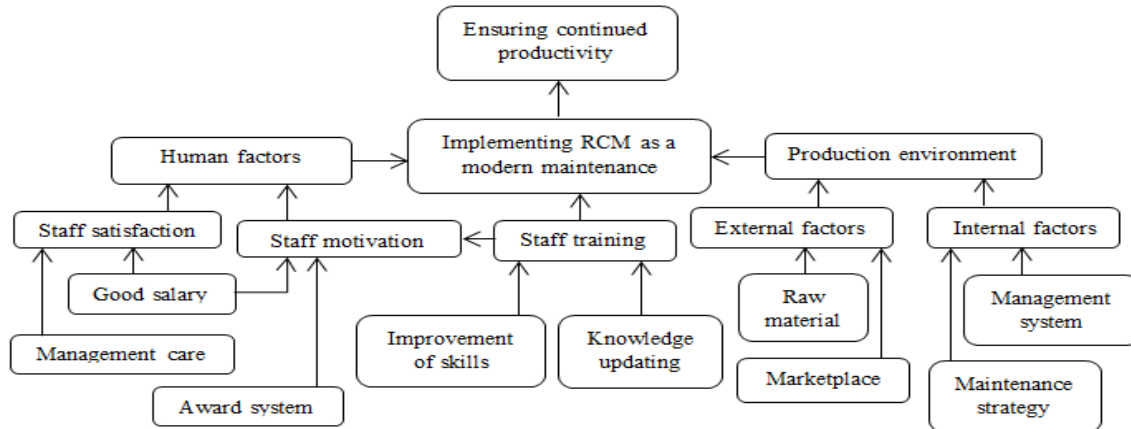 Ensuring continued
productivity
Implementing RCM as a
modern maintenance
Human factors
Production environment
Staff satisfaction
Staff motivation
Staff training
External factors
Internal factors
Good salary
Raw
material
Management
system
Management care
Improvement
of skills
Knowledge
updating
Marketplace
Maintenance
strategy
Award system